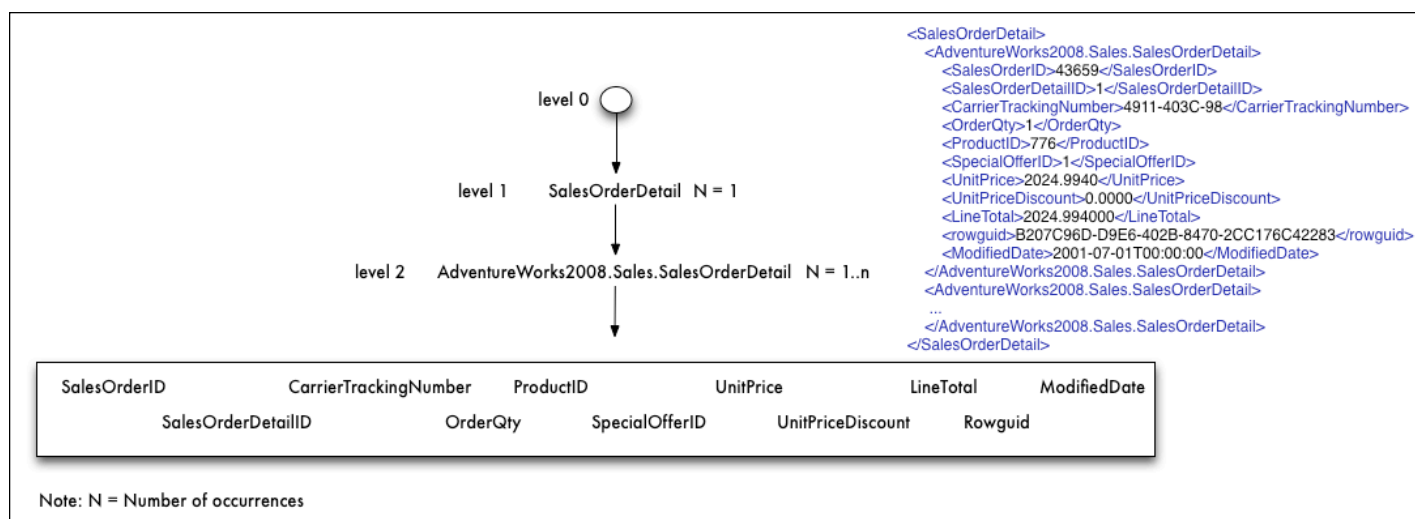 <SalesOrderDetail>
<AdventureWorks2008.Sales.SalesOrderDetail>
<SalesOrderID>43659</SalesOrderID>
<SalesOrderDetailID>1</SalesOrderDetailID>
<CarrierTrackingNumber>4911-403C-98</CarrierTrackingNumber>
<OrderQty>1</OrderQty>
<ProductID>776</ProductID>
<SpecialOfferID>1</SpecialOfferID>
<UnitPrice>2024.9940</UnitPrice>
<UnitPriceDiscount>0.0000</UnitPriceDiscount>
<LineTotal>2024.994000</LineTotal>
<rowguid>B207C96D-D9E6-402B-8470-2CC176C42283</rowguid>
<ModifiedDate>2001-07-01T00:00:00</ModifiedDate>
</AdventureWorks2008.Sales.SalesOrderDetail>
<AdventureWorks2008.Sales.SalesOrderDetail>
...
</AdventureWorks2008.Sales.SalesOrderDetail>
</SalesOrderDetail>
level 0
level 1 SalesOrderDetail N = 1
level 2 AdventureWorks2008.Sales.SalesOrderDetail N = 1..n
SalesOrderID CarrierTrackingNumber ProductID UnitPrice LineTotal ModifiedDate
SalesOrderDetailID OrderQty SpecialOfferID UnitPriceDiscount Rowguid
Note: N = Number of occurrences